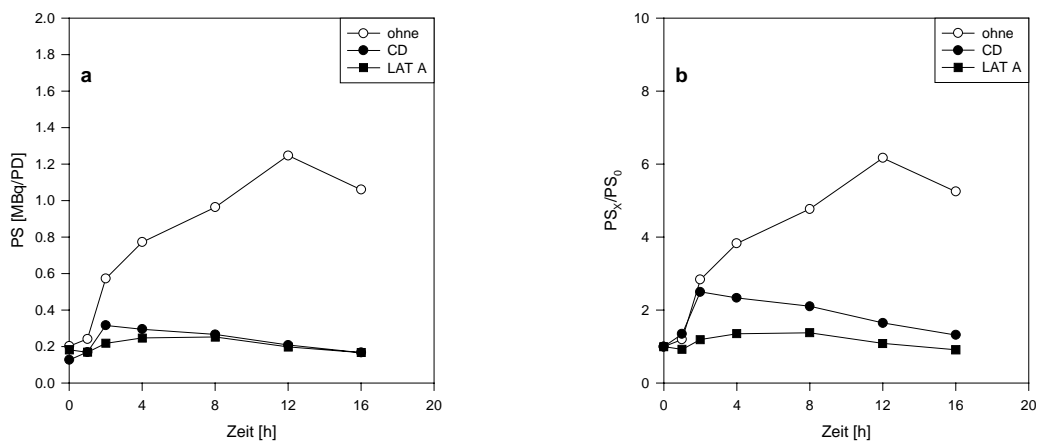 2.0
1.8
1.6
1.4
1.2
1.0
0.8
0.6
0.4
0.2
0.0
PS [MBq/PD]
a
ohne
CD
LAT A
0 4 8 12 16 20
Zeit [h]
10
8
6
4
2
0
PSX/PS0
b
ohne
CD
LAT A
0 4 8 12 16 20
Zeit [h]